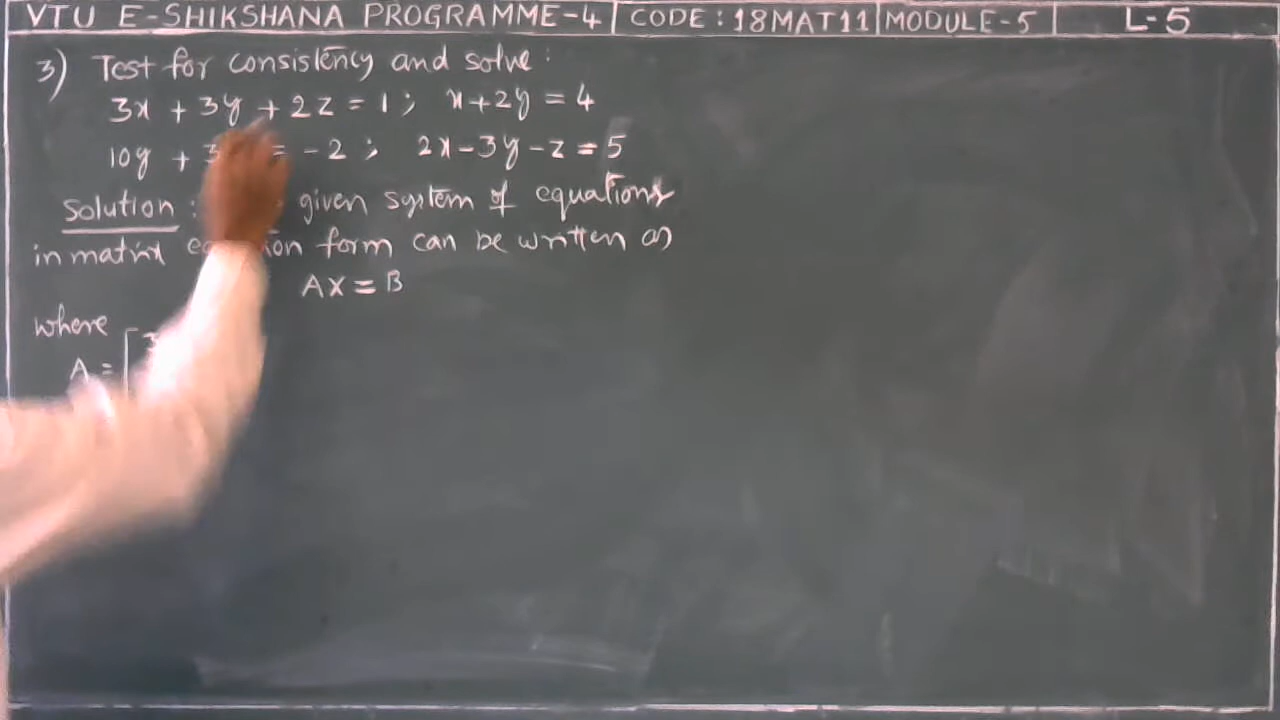 VTU E-SHIKSHANA PROGRAMME-4 CODE: 18MAT11 MODULE-5 L-5
3) Test for consistency and solve:
3x + 3y + 2z = 1; x+2y = 4
10y + 3 = -2; 2x-3y-z = 5
Solution: given system of equations
in matrix form can be written as
AX = B
where
A = [